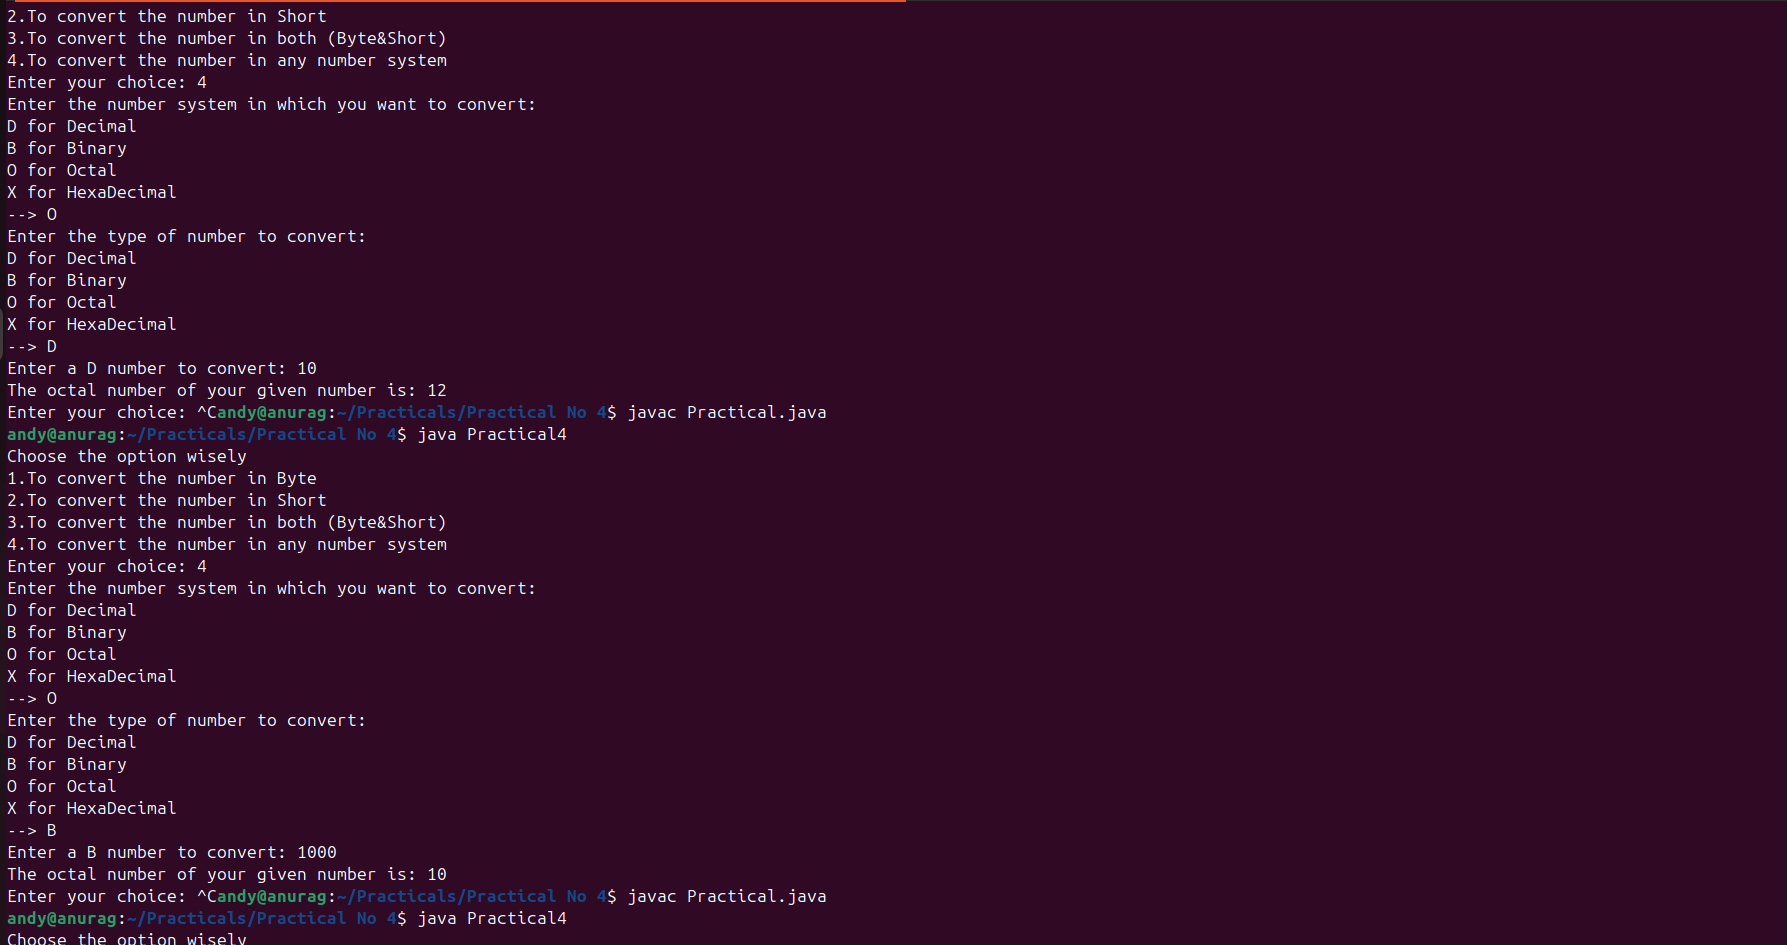 2.To convert the number in Short
3.To convert the number in both (Byte&Short)
4.To convert the number in any number system
Enter your choice: 4
Enter the number system in which you want to convert:
D for Decimal
B for Binary
O for Octal
X for HexaDecimal
--> O
Enter the type of number to convert:
D for Decimal
B for Binary
O for Octal
X for HexaDecimal
--> D
Enter a D number to convert: 10
The octal number of your given number is: 12
Enter your choice: ^Candy@anurag:~/Practicals/Practical No 4$ javac Practical.java
andy@anurag:~/Practicals/Practical No 4$ java Practical4
Choose the option wisely
1.To convert the number in Byte
2.To convert the number in Short
3.To convert the number in both (Byte&Short)
4.To convert the number in any number system
Enter your choice: 4
Enter the number system in which you want to convert:
D for Decimal
B for Binary
O for Octal
X for HexaDecimal
--> O
Enter the type of number to convert:
D for Decimal
B for Binary
O for Octal
X for HexaDecimal
--> B
Enter a B number to convert: 1000
The octal number of your given number is: 10
Enter your choice: ^Candy@anurag:~/Practicals/Practical No 4$ javac Practical.java
andy@anurag:~/Practicals/Practical No 4$ java Practical4
Choose the option wisely